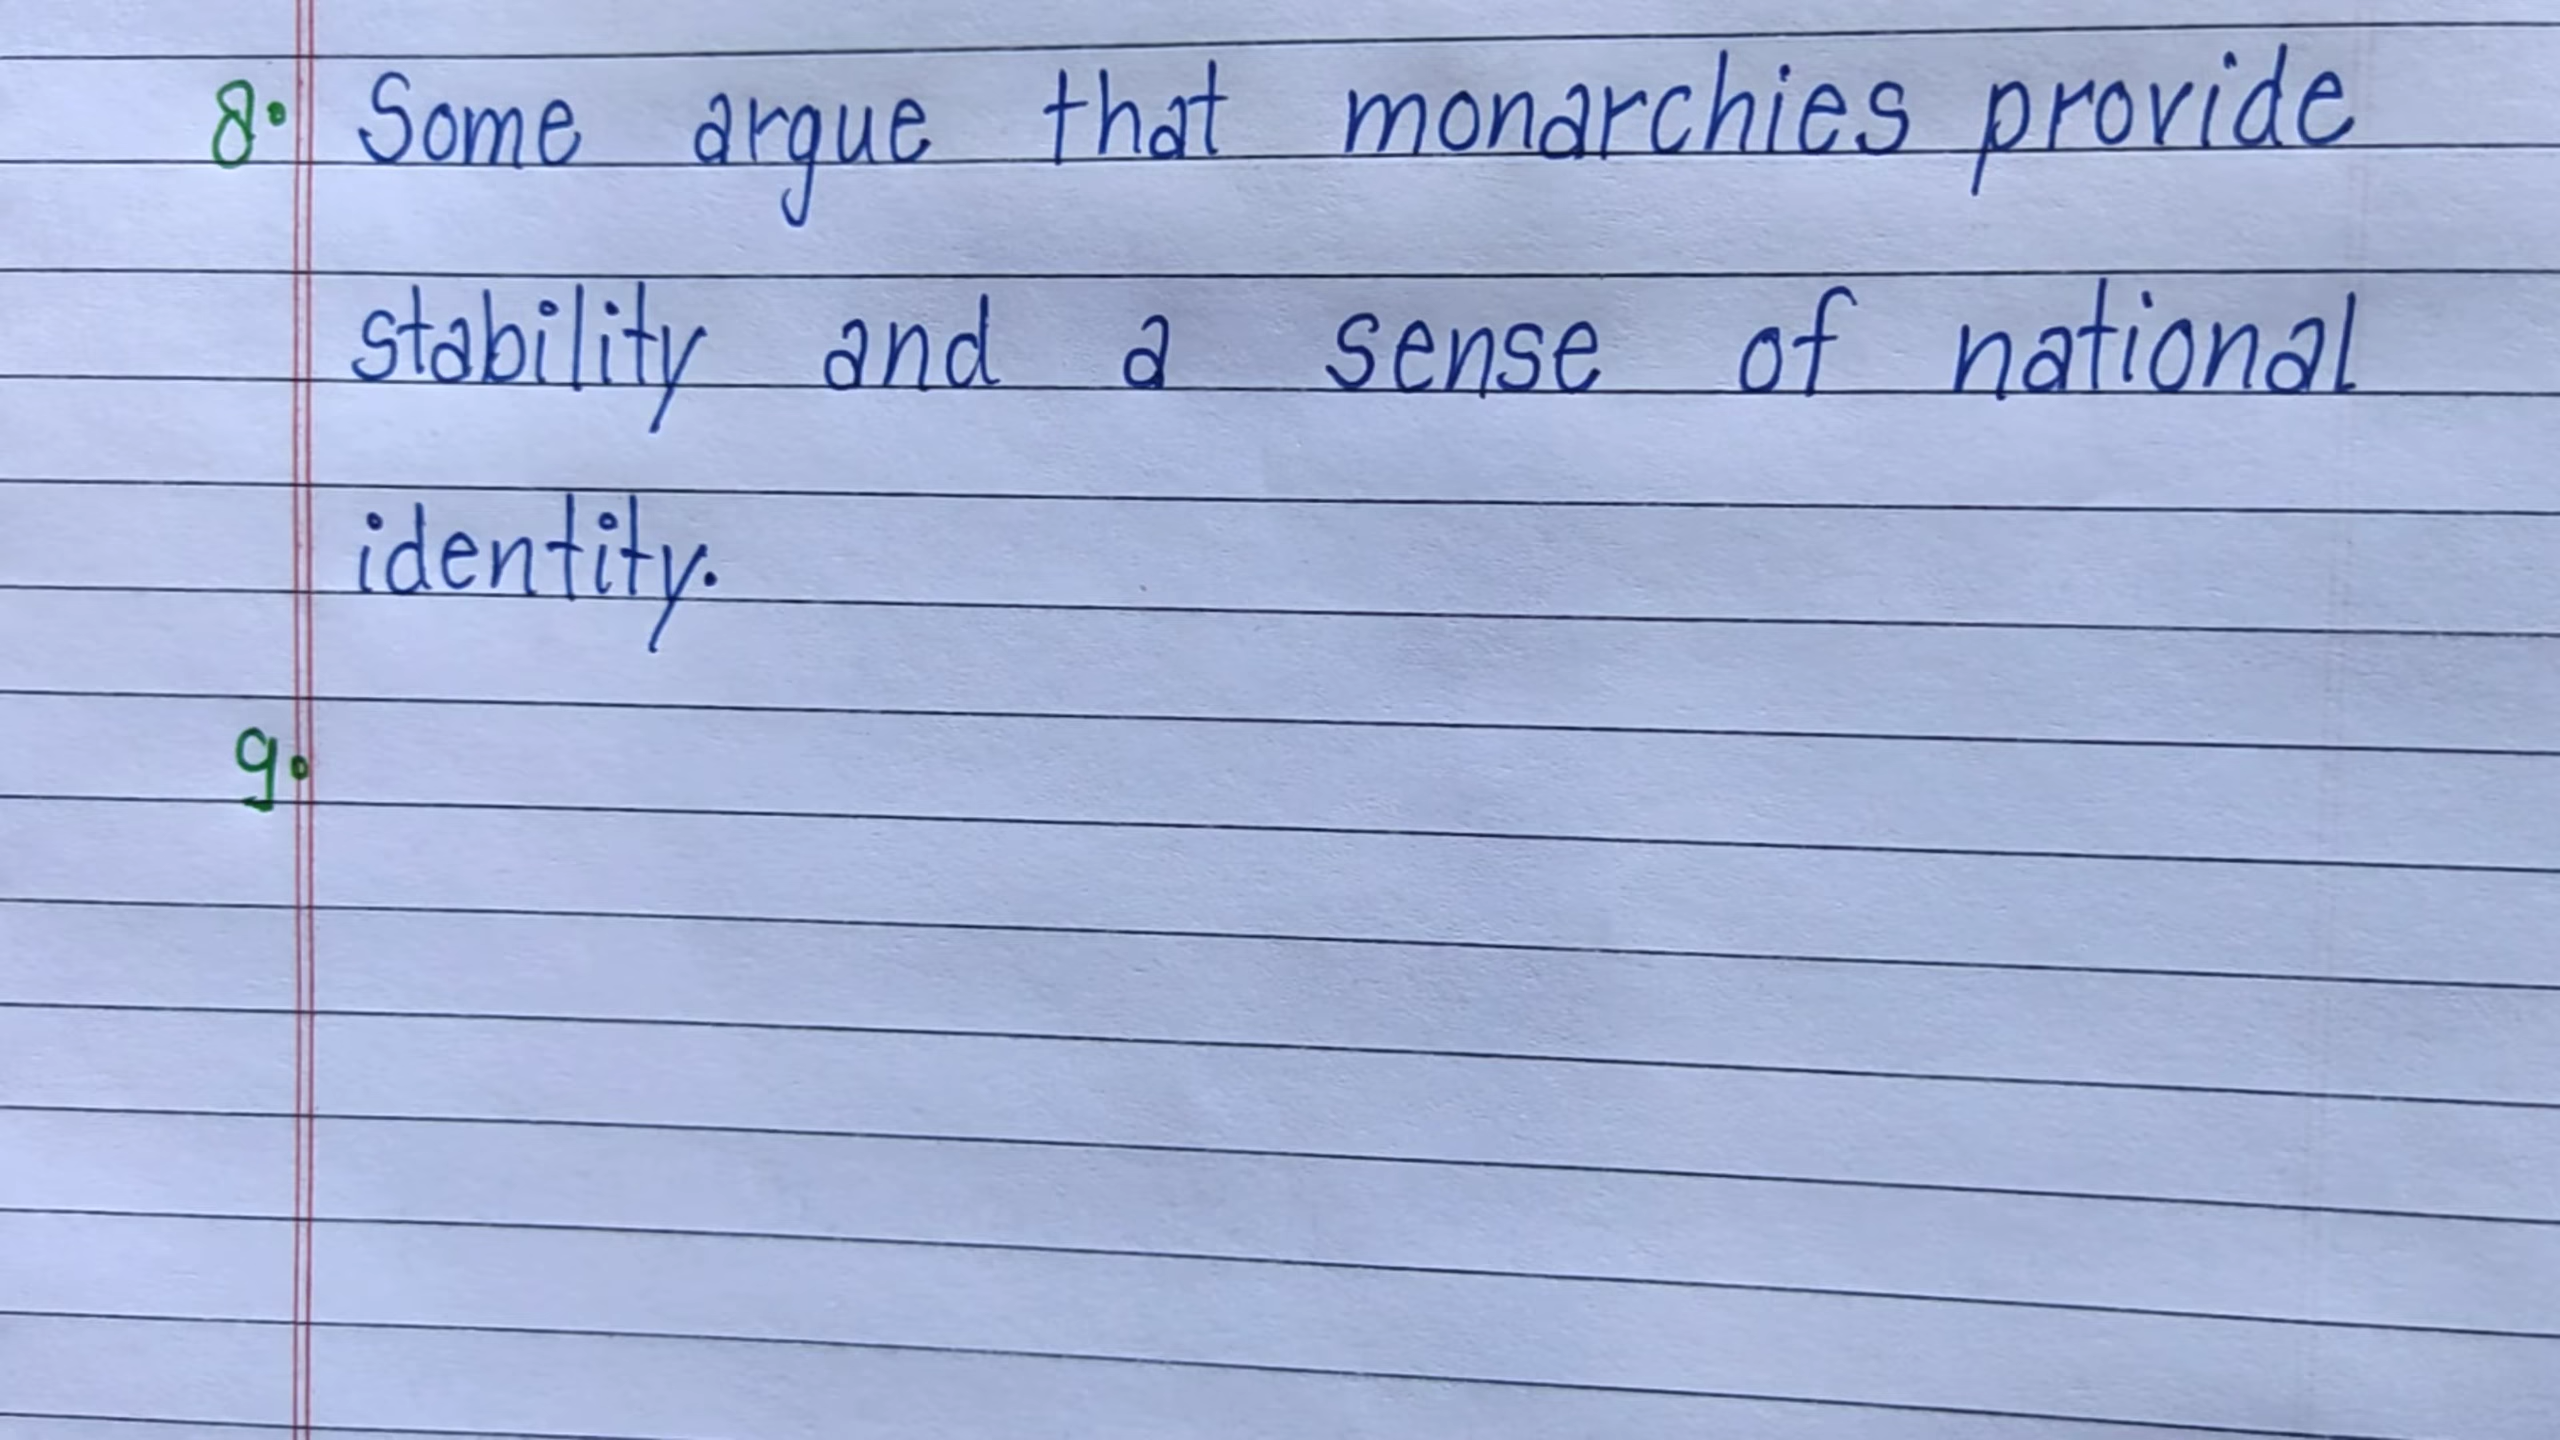 8. Some argue that monarchies provide
stability and a sense of national
identity.
9.